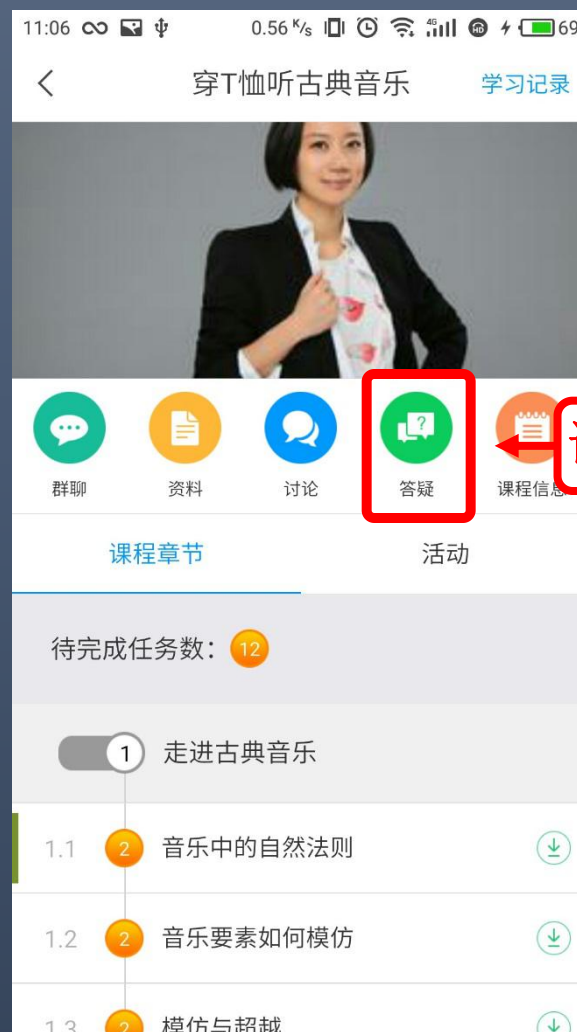 11:06 0.56 K/s 4G HD 69
穿T恤听古典音乐 学习记录
?
群聊 资料 讨论 答疑 课程信息
课程章节 活动
待完成任务数： 12
1 走进古典音乐
1.1 2 音乐中的自然法则
1.2 2 音乐要素如何模仿
1.3 2 模仿与超越